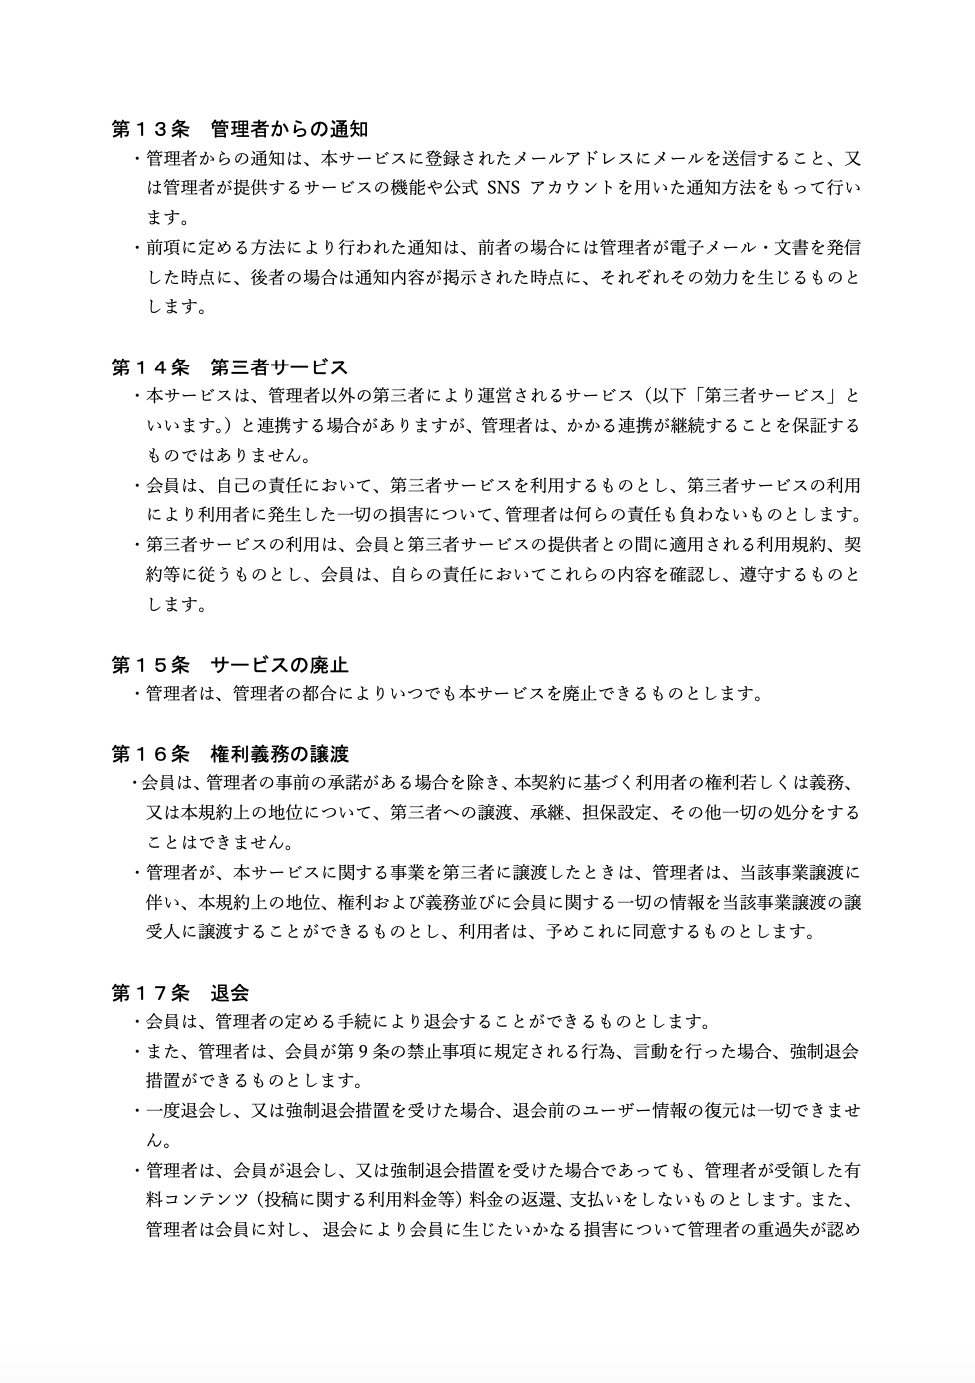 第１３条　管理者からの通知
・管理者からの通知は、本サービスに登録されたメールアドレスにメールを送信すること、又
は管理者が提供するサービスの機能や公式 SNS アカウントを用いた通知方法をもって行い
ます。
・前項に定める方法により行われた通知は、前者の場合には管理者が電子メール・文書を発信
した時点に、後者の場合は通知内容が掲示された時点に、それぞれその効力を生じるものと
します。
第１４条　第三者サービス
・本サービスは、管理者以外の第三者により運営されるサービス（以下「第三者サービス」と
いいます。）と連携する場合がありますが、管理者は、かかる連携が継続することを保証する
ものではありません。
・会員は、自己の責任において、第三者サービスを利用するものとし、第三者サービスの利用
により利用者に発生した一切の損害について、管理者は何らの責任も負わないものとします。
・第三者サービスの利用は、会員と第三者サービスの提供者との間に適用される利用規約、契
約等に従うものとし、会員は、自らの責任においてこれらの内容を確認し、遵守するものと
します。
第１５条　サービスの廃止
・管理者は、管理者の都合によりいつでも本サービスを廃止できるものとします。
第１６条　権利義務の譲渡
・会員は、管理者の事前の承諾がある場合を除き、本契約に基づく利用者の権利若しくは義務、
又は本規約上の地位について、第三者への譲渡、承継、担保設定、その他一切の処分をする
ことはできません。
・管理者が、本サービスに関する事業を第三者に譲渡したときは、管理者は、当該事業譲渡に
伴い、本規約上の地位、権利および義務並びに会員に関する一切の情報を当該事業譲渡の譲
受人に譲渡することができるものとし、利用者は、予めこれに同意するものとします。
第１７条　退会
・会員は、管理者の定める手続により退会することができるものとします。
・また、管理者は、会員が第９条の禁止事項に規定される行為、言動を行った場合、強制退会
措置ができるものとします。
・一度退会し、又は強制退会措置を受けた場合、退会前のユーザー情報の復元は一切できませ
ん。
・管理者は、会員が退会し、又は強制退会措置を受けた場合であっても、管理者が受領した有
料コンテンツ（投稿に関する利用料金等）料金の返還、支払いをしないものとします。また、
管理者は会員に対し、 退会により会員に生じたいかなる損害について管理者の重過失が認め